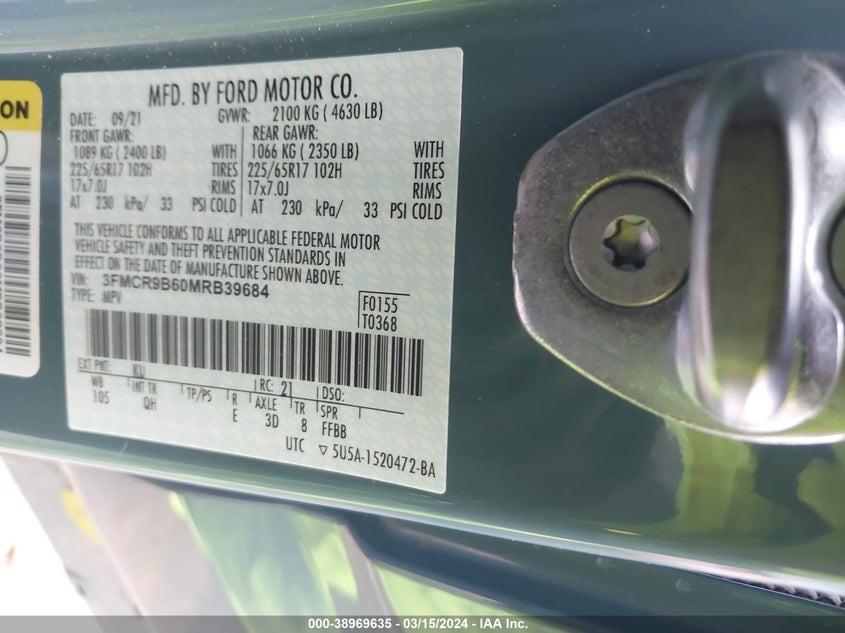 ON
MFD. BY FORD MOTOR CO.
DATE: 09/21 GVWR: 2100 KG ( 4630 LB)
FRONT GAWR: REAR GAWR:
1089 KG ( 2400 LB) WITH 1066 KG ( 2350 LB) WITH
225/65R17 102H TIRES 225/65R17 102H TIRES
17x7.0J RIMS 17x7.0J RIMS
AT 230 kPa/ 33 PSI COLD AT 230 kPa/ 33 PSI COLD
THIS VEHICLE CONFORMS TO ALL APPLICABLE FEDERAL MOTOR
VEHICLE SAFETY AND THEFT PREVENTION STANDARDS IN
EFFECT ON THE DATE OF MANUFACTURE SHOWN ABOVE.
VIN: 3FMCR9B60MRB39684
TYPE: MPV
F0155
T0368
EXT PNT: KU RC: 21 DSO:
WB INT TR TP/PS R AXLE TR SPR
105 QH E 3D 8 FFBB
UTC ▽ 5U5A-1520472-BA
000-38969635 - 03/15/2024 - IAA Inc.